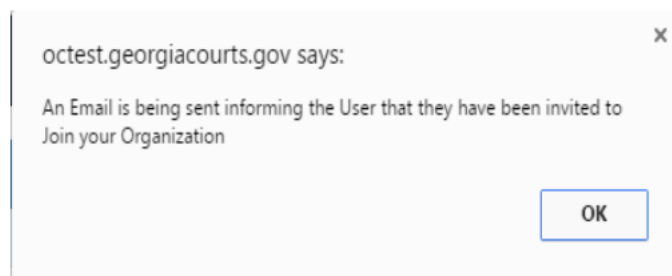 octest.georgiacourts.gov says:
An Email is being sent informing the User that they have been invited to
Join your Organization
OK